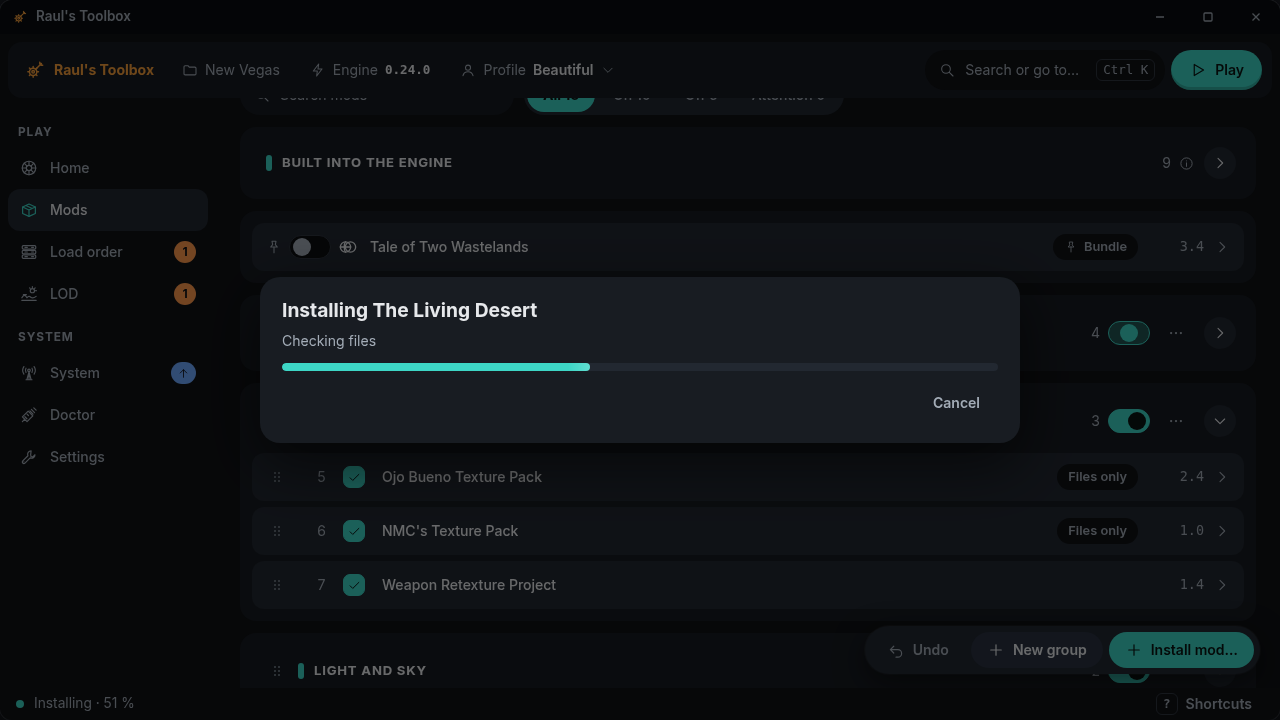 Raul's Toolbox
Raul's Toolbox
New Vegas
Engine 0.24.0
Profile Beautiful
Search or go to...
Ctrl K
Play
PLAY
Home
Mods
Load order
1
LOD
1
SYSTEM
System
Doctor
Settings
BUILT INTO THE ENGINE
9
Tale of Two Wastelands
Bundle
3.4
4
Installing The Living Desert
Checking files
Cancel
3
5
Ojo Bueno Texture Pack
Files only
2.4
6
NMC's Texture Pack
Files only
1.0
7
Weapon Retexture Project
1.4
LIGHT AND SKY
Undo
New group
Install mod...
Installing · 51 %
? Shortcuts